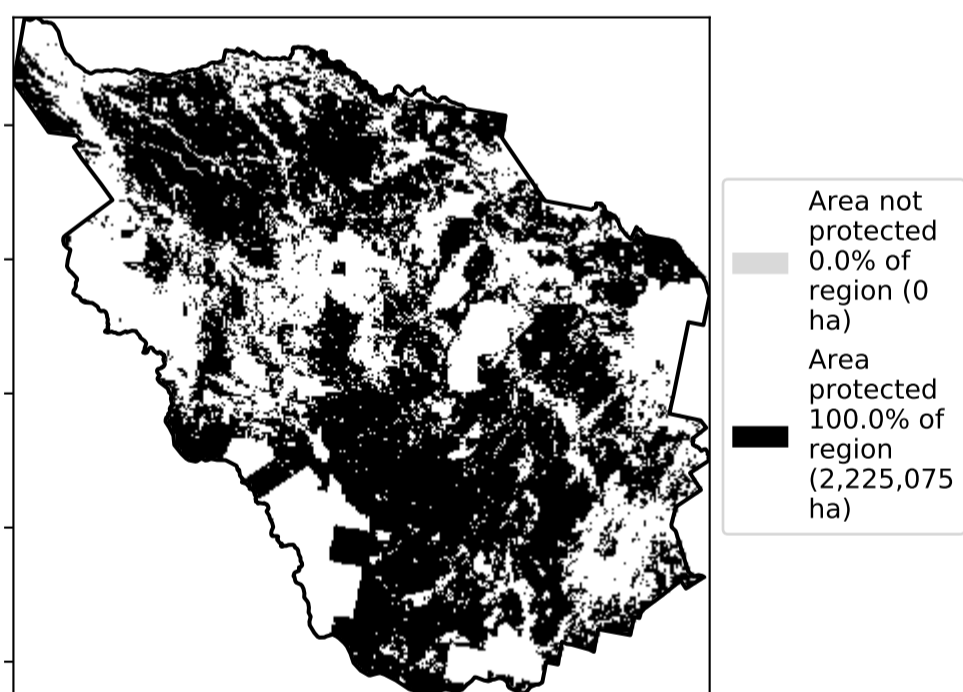 Area not
protected
0.0% of
region (0
ha)
Area
protected
100.0% of
region
(2,225,075
ha)